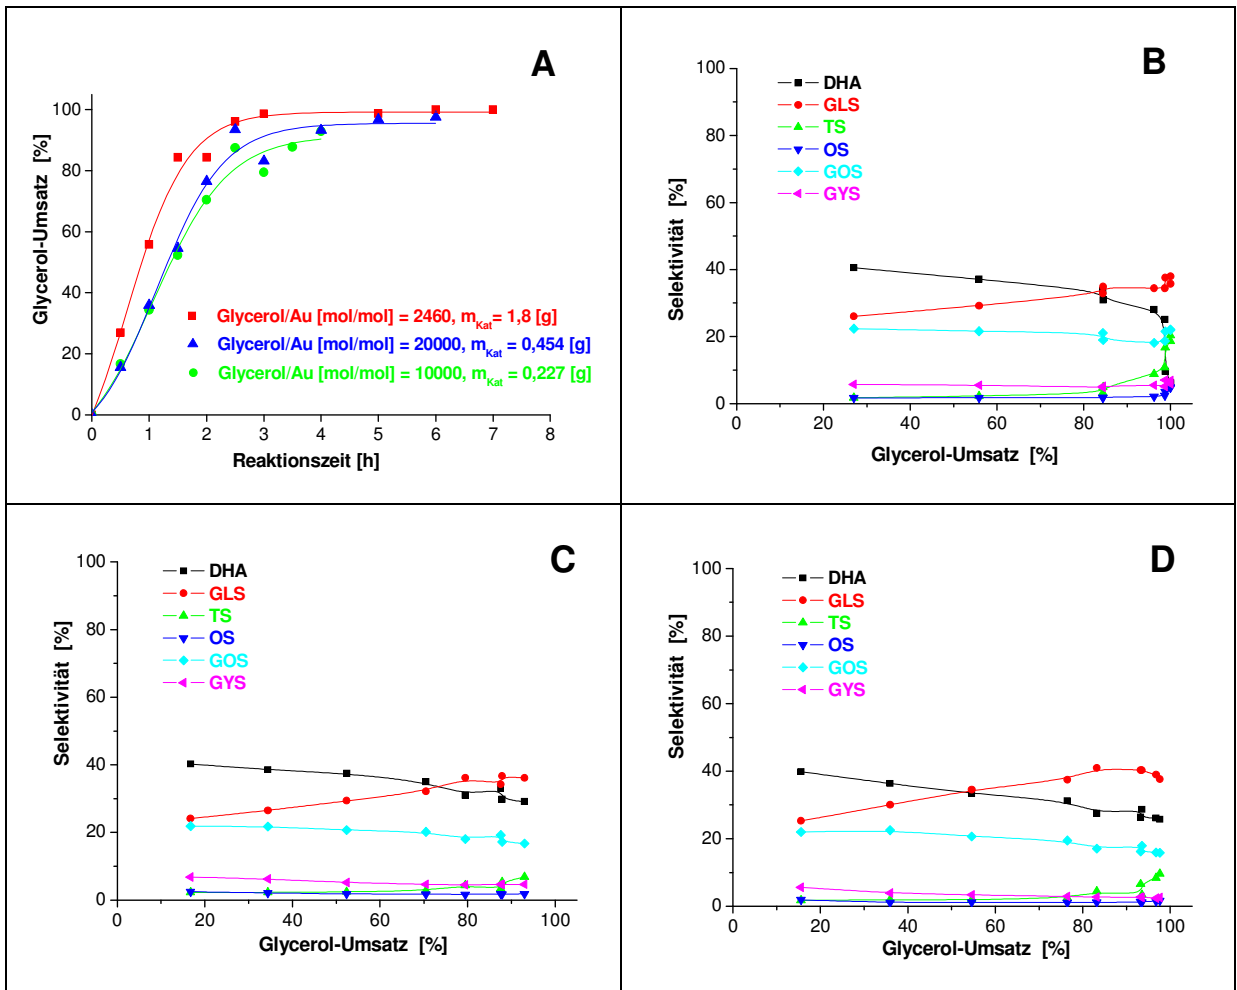 A
Glycerol-Umsatz [%]
100
80
60
40
20
0
Glycerol/Au [mol/mol] = 2460, mKat= 1,8 [g]
Glycerol/Au [mol/mol] = 20000, mKat = 0,454 [g]
Glycerol/Au [mol/mol] = 10000, mKat = 0,227 [g]
0 1 2 3 4 5 6 7 8
Reaktionszeit [h]
B
Selektivität [%]
100
80
60
40
20
0
DHA
GLS
TS
OS
GOS
GYS
0 20 40 60 80 100
Glycerol-Umsatz [%]
C
Selektivität [%]
100
80
60
40
20
0
DHA
GLS
TS
OS
GOS
GYS
0 20 40 60 80 100
Glycerol-Umsatz [%]
D
Selektivität [%]
100
80
60
40
20
0
DHA
GLS
TS
OS
GOS
GYS
0 20 40 60 80 100
Glycerol-Umsatz [%]